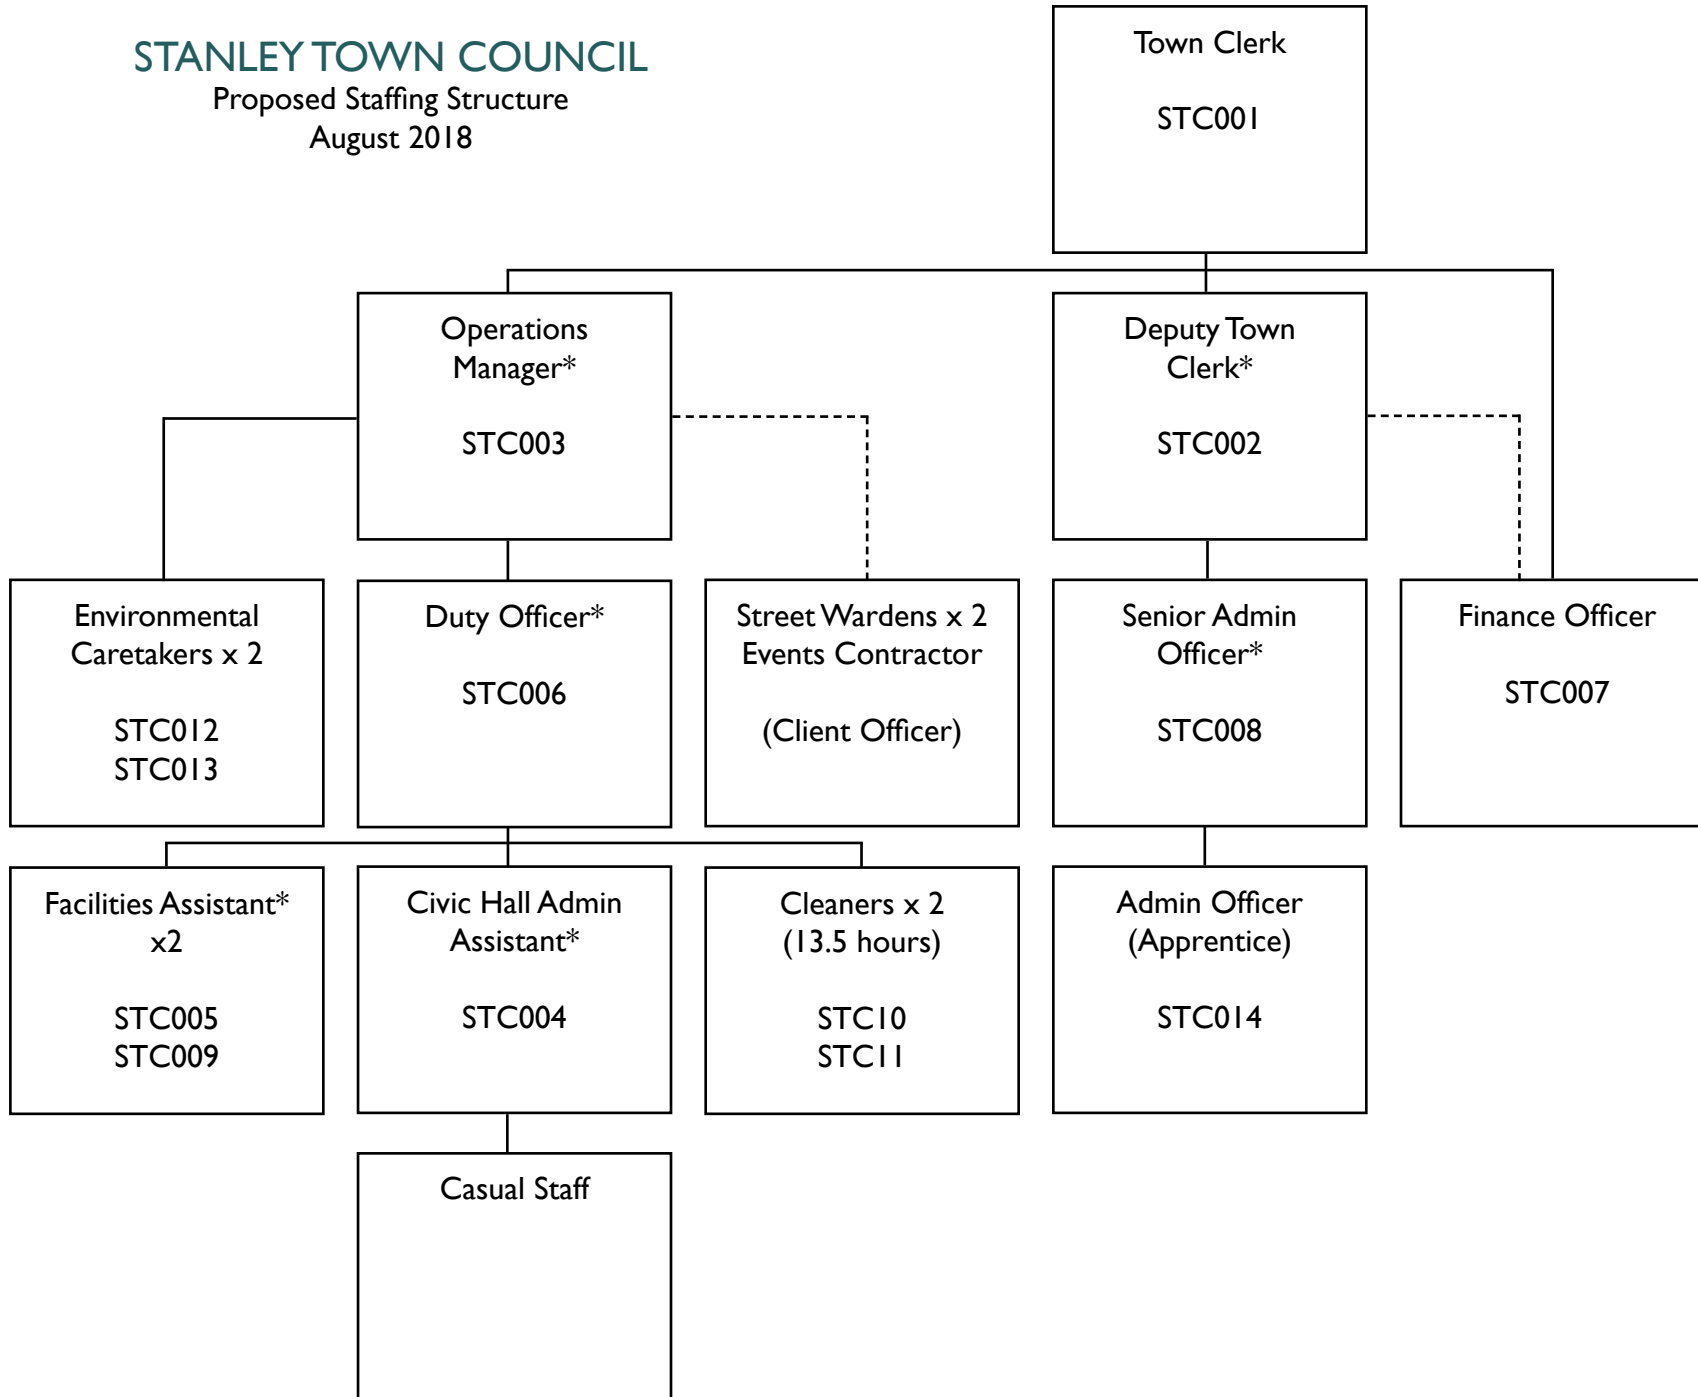 STANLEY TOWN COUNCIL
Proposed Staffing Structure
August 2018
Town Clerk
STC001
Operations
Manager*
STC003
Deputy Town
Clerk*
STC002
Environmental
Caretakers x 2
STC012
STC013
Duty Officer*
STC006
Street Wardens x 2
Events Contractor
(Client Officer)
Senior Admin
Officer*
STC008
Finance Officer
STC007
Facilities Assistant*
x2
STC005
STC009
Civic Hall Admin
Assistant*
STC004
Cleaners x 2
(13.5 hours)
STC10
STC11
Admin Officer
(Apprentice)
STC014
Casual Staff